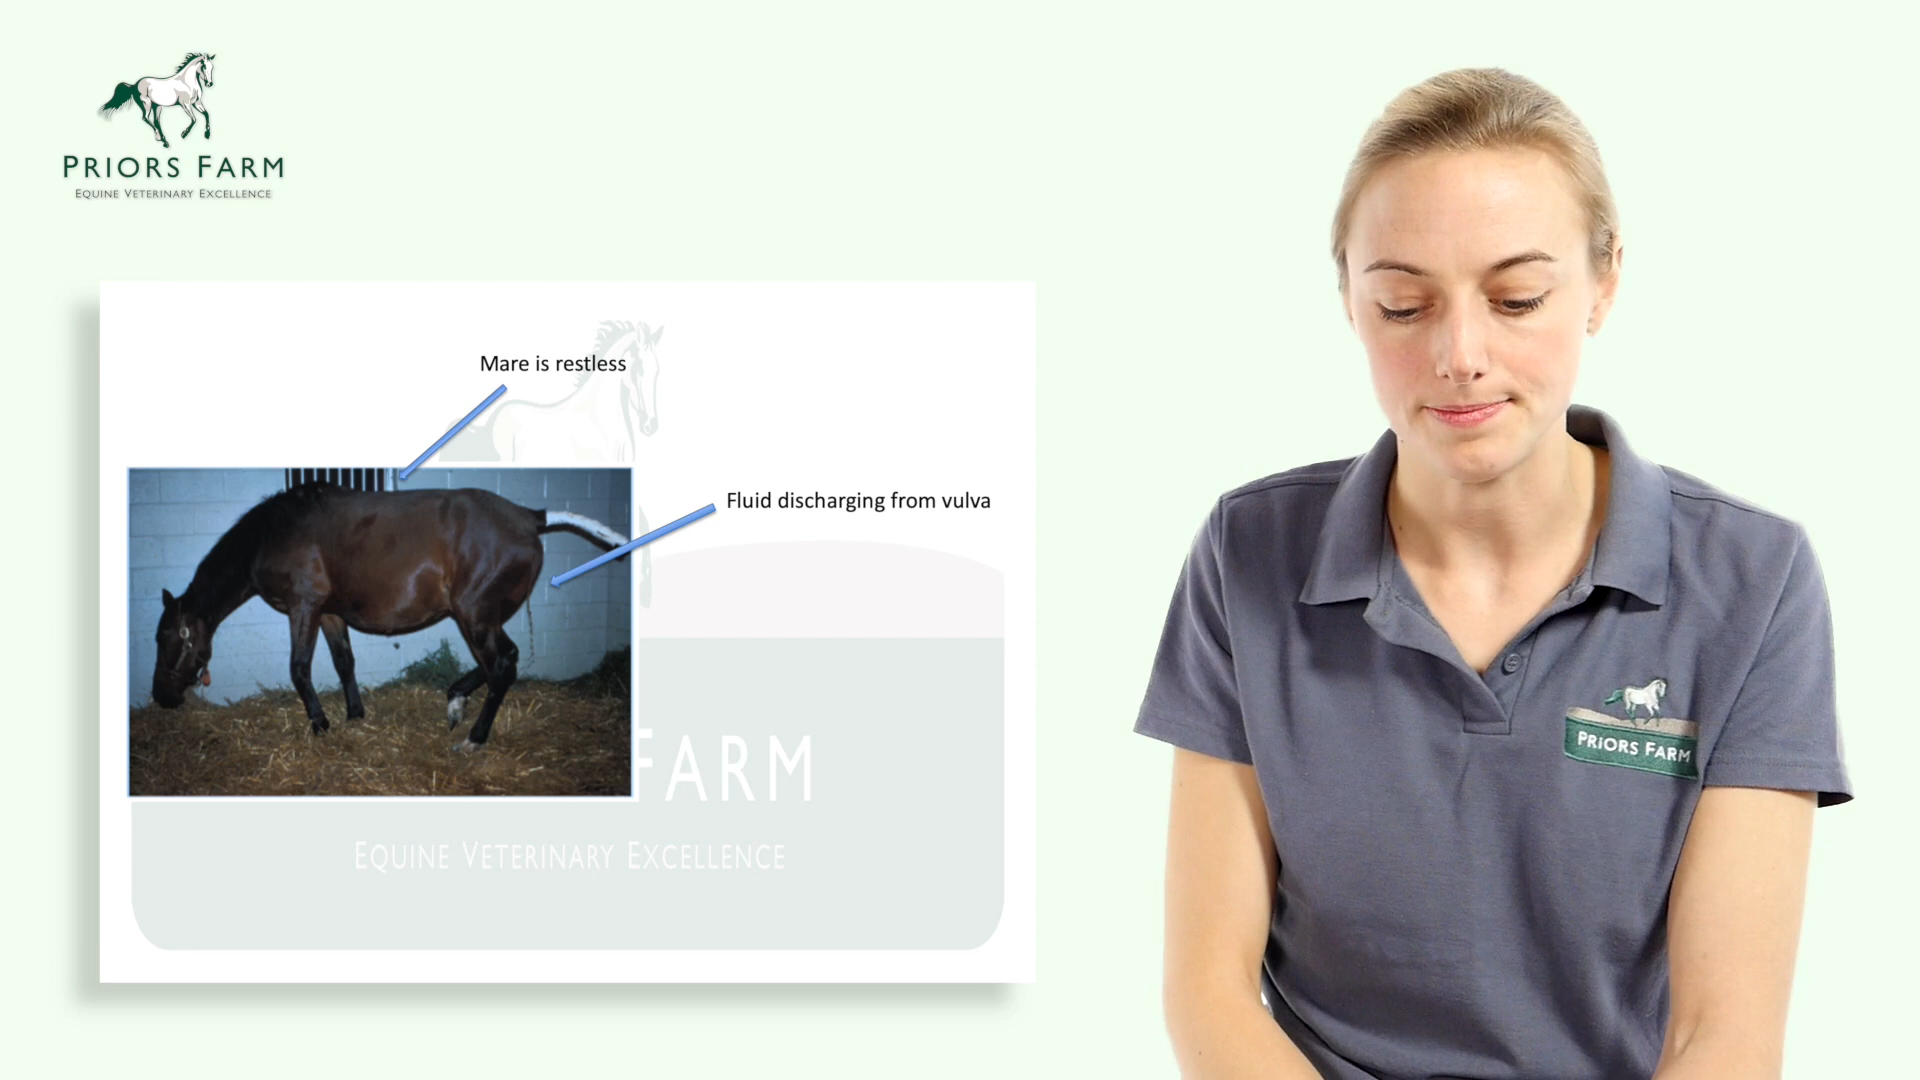 PRIORS FARM
EQUINE VETERINARY EXCELLENCE
Mare is restless
Fluid discharging from vulva
FARM
EQUINE VETERINARY EXCELLENCE
PRIORS FARM